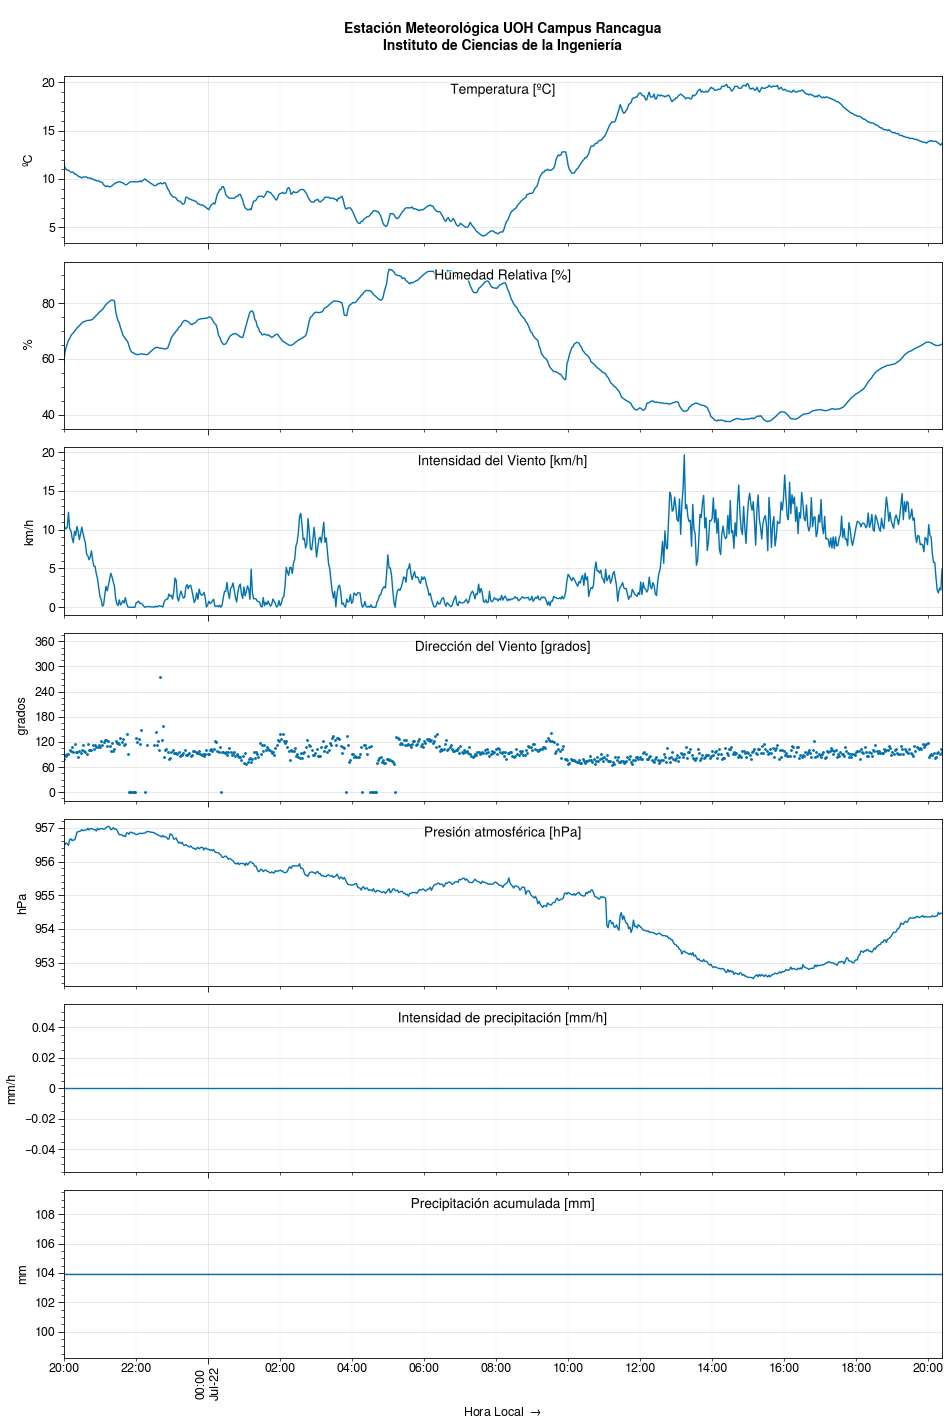 Estación Meteorológica UOH Campus Rancagua
Instituto de Ciencias de la Ingeniería
Temperatura [ºC]
20
15
10
5
ºC
Humedad Relativa [%]
80
60
40
%
Intensidad del Viento [km/h]
20
15
10
5
0
km/h
Dirección del Viento [grados]
360
300
240
180
120
60
0
grados
Presión atmosférica [hPa]
957
956
955
954
953
hPa
Intensidad de precipitación [mm/h]
0.04
0.02
0
−0.02
−0.04
mm/h
Precipitación acumulada [mm]
108
106
104
102
100
mm
20:00 22:00 00:00 02:00 04:00 06:00 08:00 10:00 12:00 14:00 16:00 18:00 20:00
Jul-22
Hora Local →